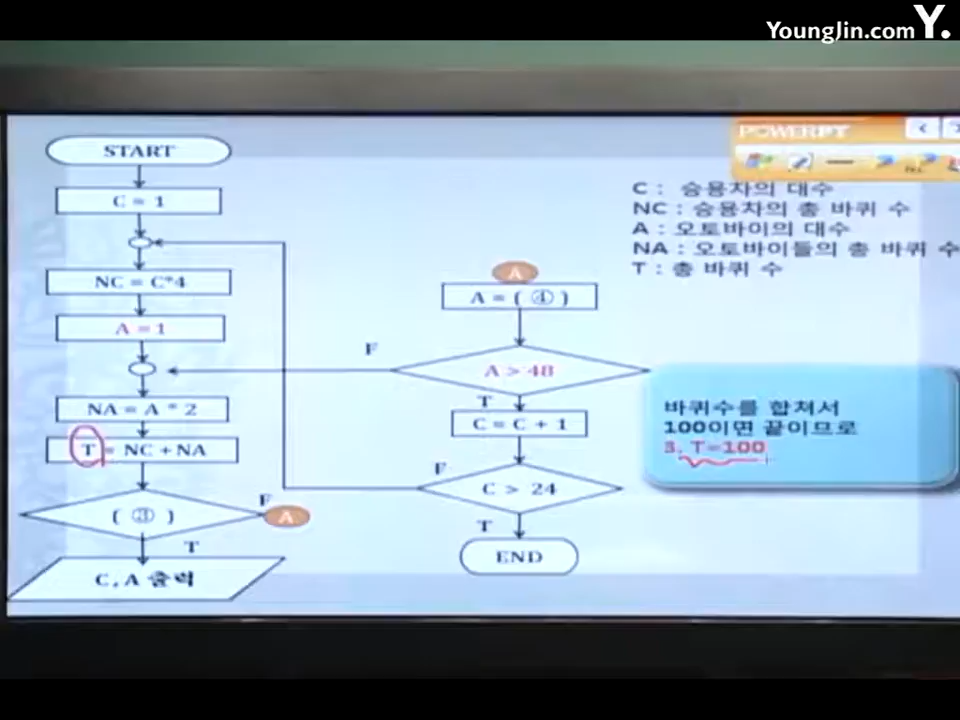 YoungJin.com Y.
POWERPT
START
C = 1
NC = C*4
A = 1
NA = A * 2
T = NC + NA
( ③ )
F
A
T
C, A 출력
A
A = ( ④ )
F
A > 48
T
C = C + 1
F
C > 24
T
END
C : 승용차의 대수
NC : 승용차의 총 바퀴 수
A : 오토바이의 대수
NA : 오토바이들의 총 바퀴 수
T : 총 바퀴 수
바퀴수를 합쳐서
100이면 끝이므로
3. T=100